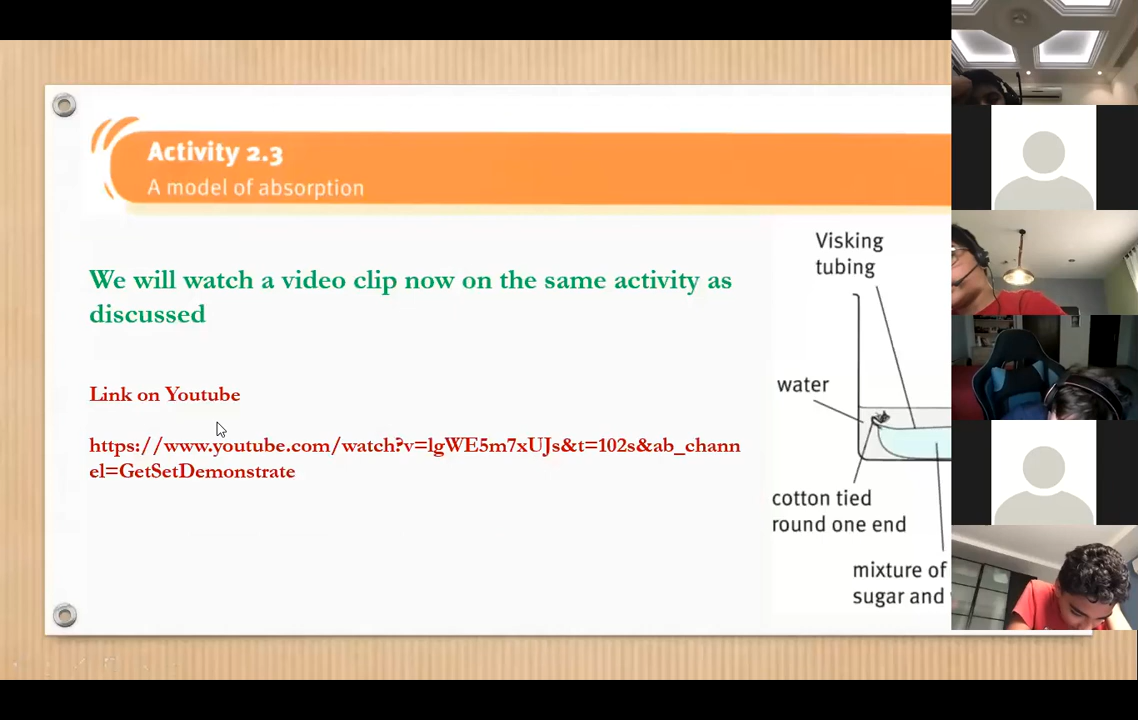 Activity 2.3
A model of absorption
We will watch a video clip now on the same activity as
discussed
Link on Youtube
https://www.youtube.com/watch?v=lgWE5m7xUJs&t=102s&ab_chann
el=GetSetDemonstrate
Visking
tubing
water
cotton tied
round one end
mixture of
sugar and